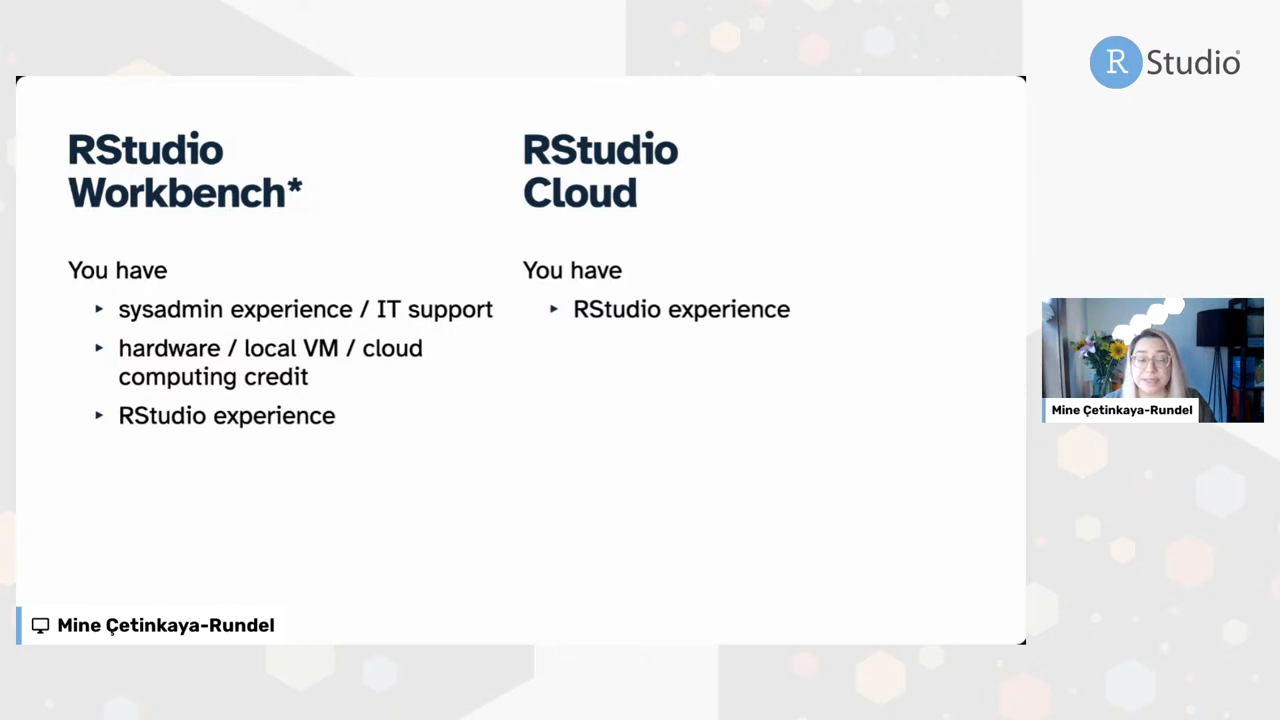 R Studio
RStudio
Workbench*
You have
‣ sysadmin experience / IT support
‣ hardware / local VM / cloud
computing credit
‣ RStudio experience
RStudio
Cloud
You have
‣ RStudio experience
Mine Çetinkaya-Rundel
Mine Çetinkaya-Rundel